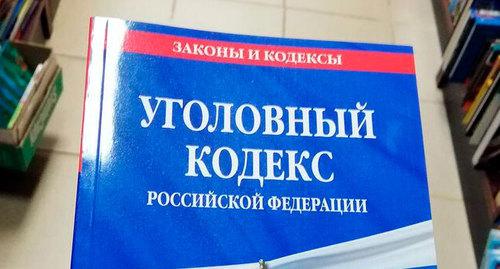 ЗАКОНЫ И КОДЕКСЫ
УГОЛОВНЫЙ
КОДЕКС
РОССИЙСКОЙ ФЕДЕРАЦИИ